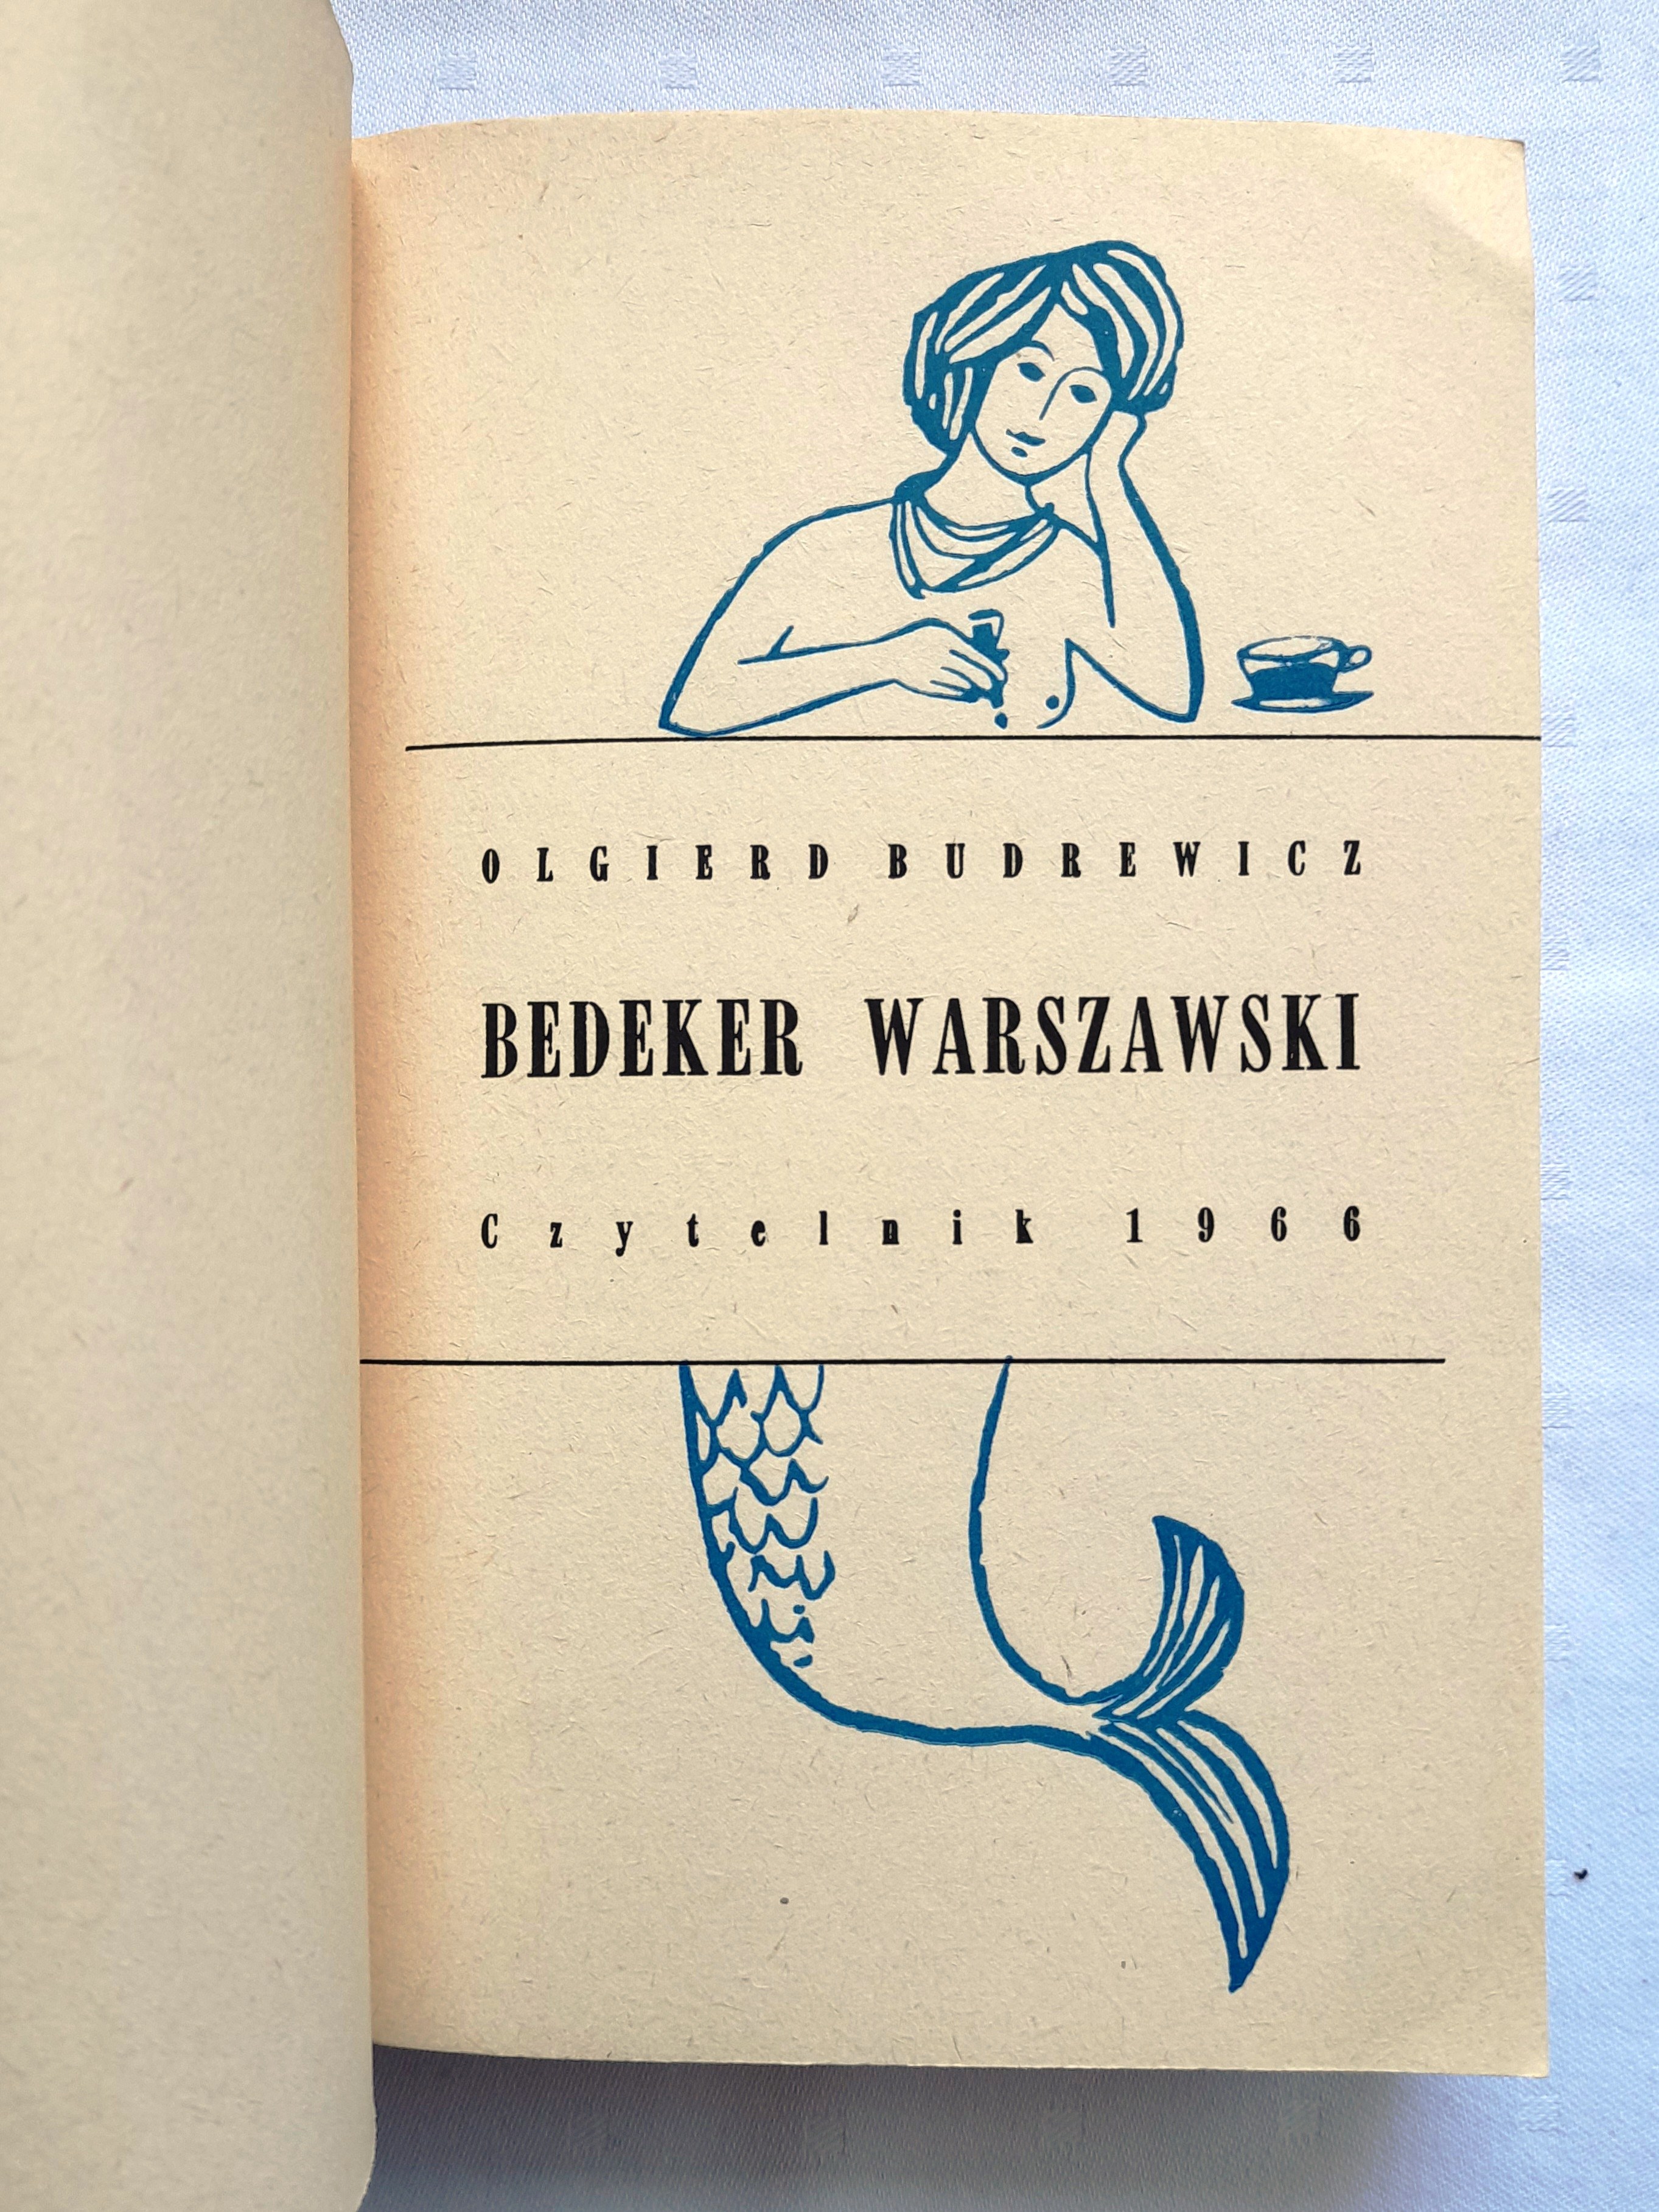 OLGIERD BUDREWICZ
BEDEKER WARSZAWSKI
Czytelnik 1966